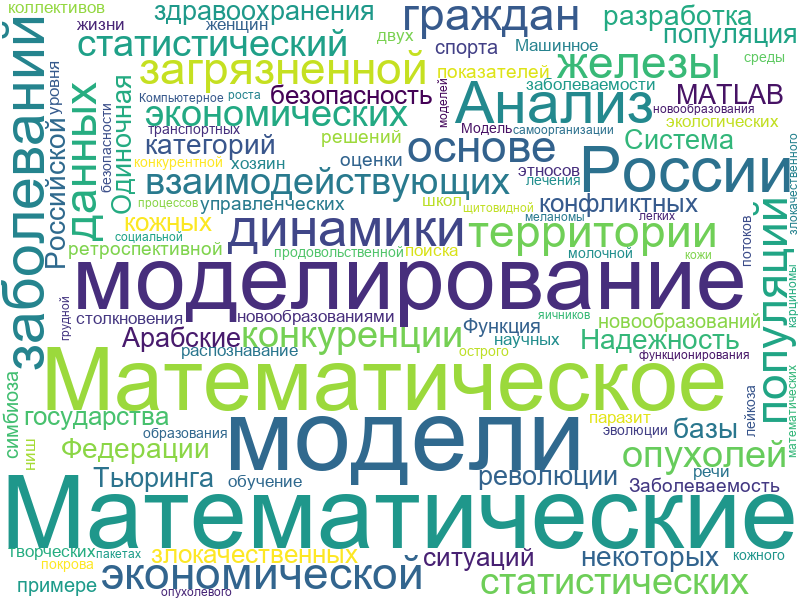 коллективов
здравоохранения
граждан
разработка
жизни
женщин
популяция
статистический
двух
спорта
Машинное
заболеваний
загрязненной
показателей
железы
среды
уровня
Компьютерное
роста
безопасность
моделей
Анализ
заболеваемости
MATLAB
новообразования
данных
Одиночная
экономических
транспортных
решений
Модель
самоорганизации
экологических
Российской
безопасности
категорий
конкурентной
хозяин
оценки
основе
этносов
России
Система
злокачественного
взаимодействующих
лечения
процессов
управленческих
школ
щитовидной
меланомы
легких
конфликтных
кожных
социальной
динамики
территории
потоков
популяций
ретроспективной
продовольственной
поиска
молочной
кожи
моделирование
карциномы
грудной
столкновения
новообразованиями
яичников
Арабские
конкуренции
Функция
научных
новообразований
Надежность
распознавание
острого
функционирования
Математическое
симбиоза
математических
государства
модели
паразит
лейкоза
ниш
образования
эволюции
базы
Федерации
опухолей
Тьюринга
обучение
революции
речи
Заболеваемость
Математические
творческих
пакетах
злокачественных
ситуаций
некоторых
кожного
покрова
примере
экономической
статистических
опухолевого